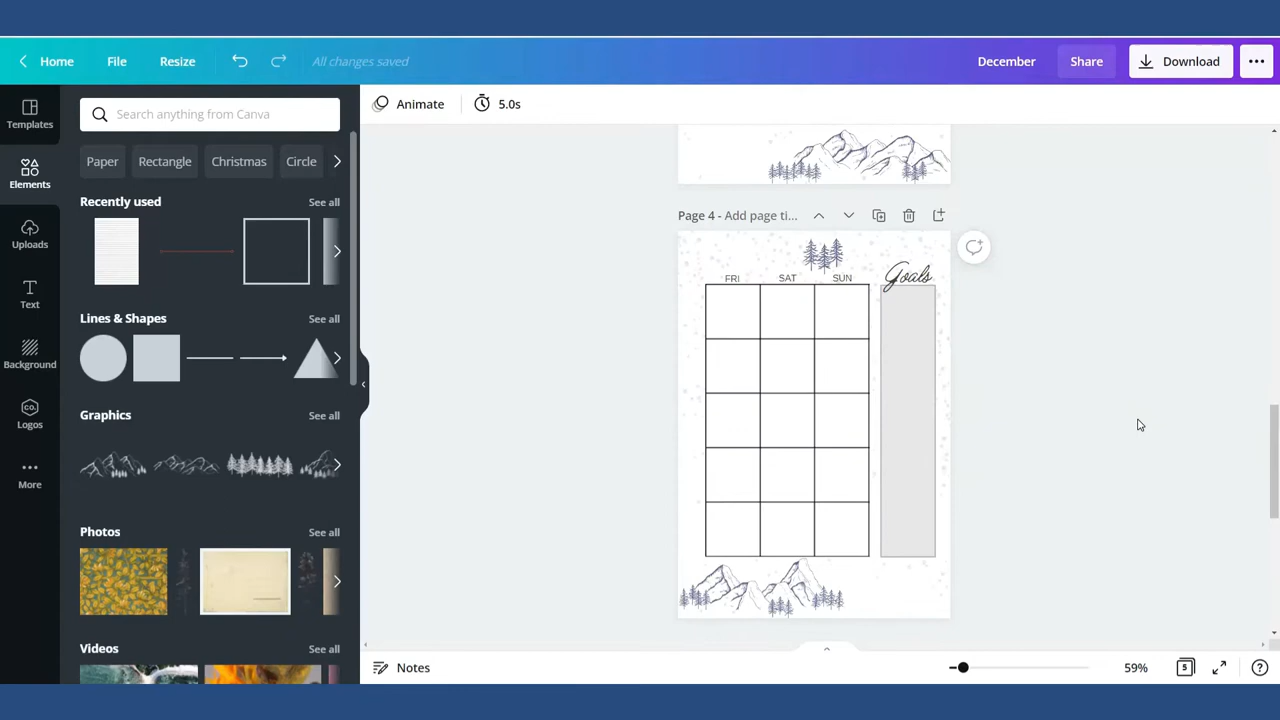 Home
File
Resize
All changes saved
December
Share
Download
Templates
Elements
Uploads
Text
Background
CO.
Logos
More
Search anything from Canva
Paper
Rectangle
Christmas
Circle
Recently used
See all
Lines & Shapes
See all
Graphics
See all
Photos
See all
Videos
See all
Animate
5.0s
Page 4 - Add page ti...
FRI
SAT
SUN
Goals
Notes
59%
5
?